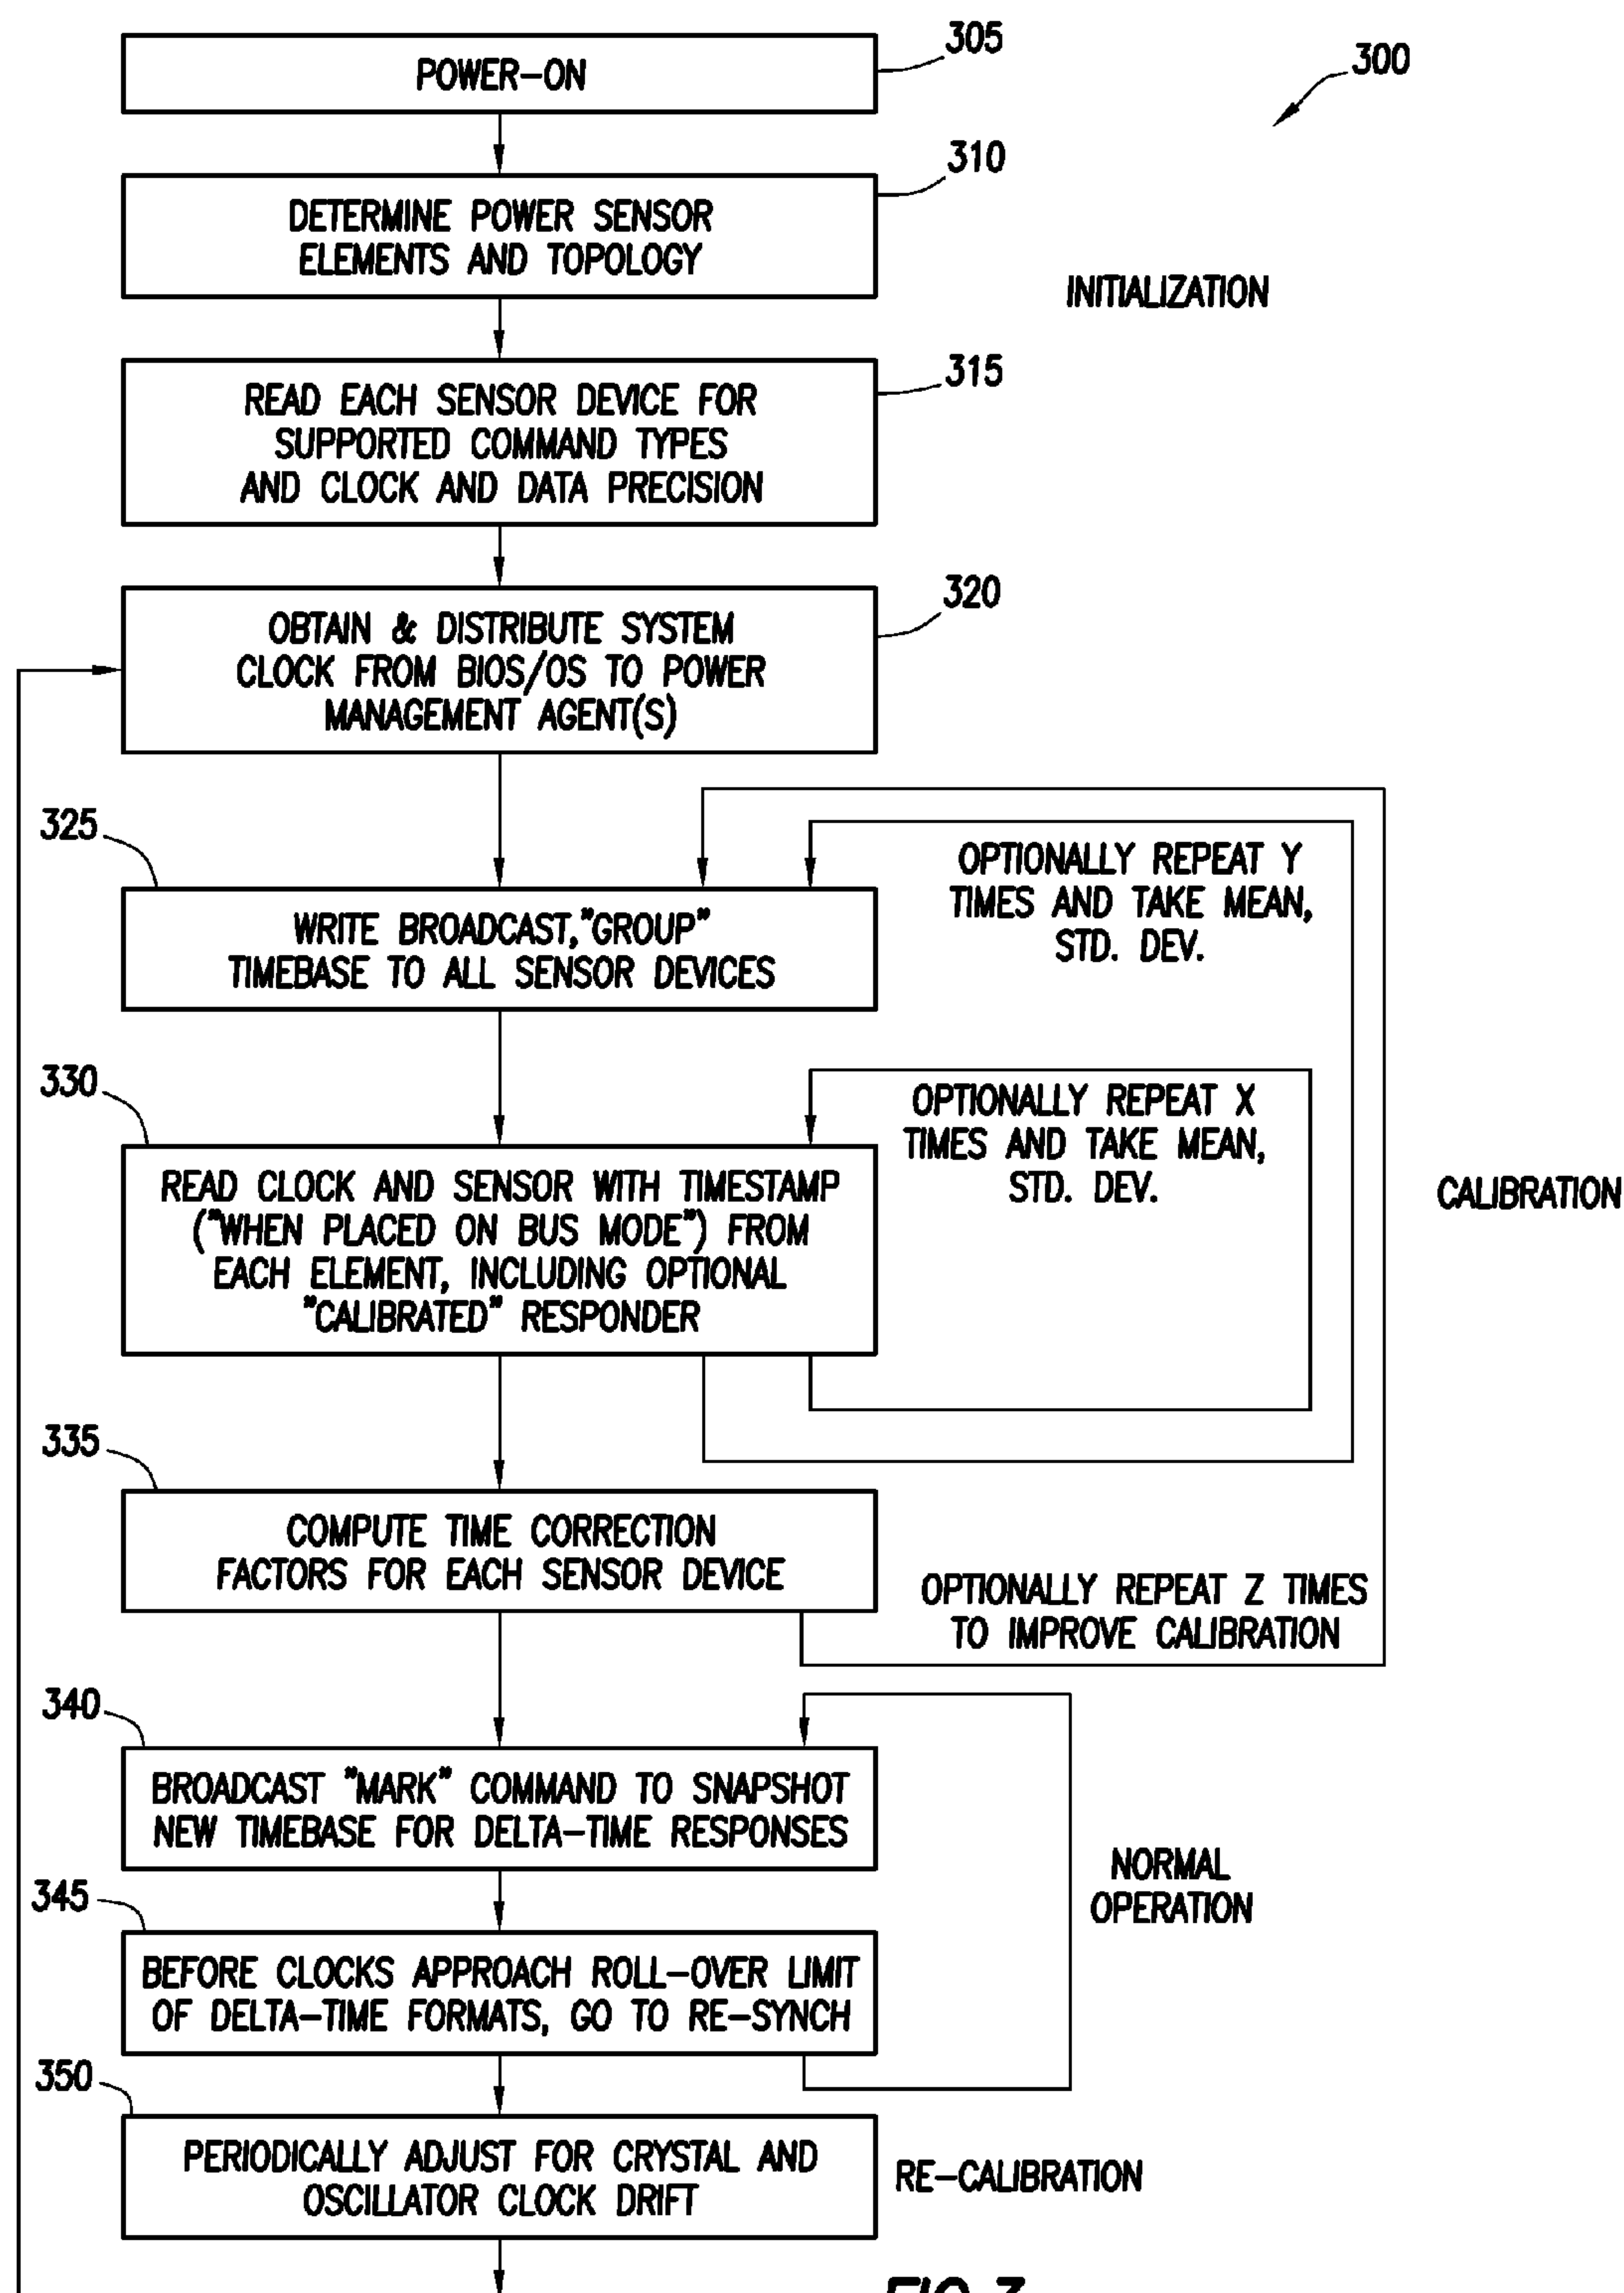 POWER-ON
305
300
DETERMINE POWER SENSOR
ELEMENTS AND TOPOLOGY
310
INITIALIZATION
READ EACH SENSOR DEVICE FOR
SUPPORTED COMMAND TYPES
AND CLOCK AND DATA PRECISION
315
OBTAIN & DISTRIBUTE SYSTEM
CLOCK FROM BIOS/OS TO POWER
MANAGEMENT AGENT(S)
320
325
WRITE BROADCAST,"GROUP"
TIMEBASE TO ALL SENSOR DEVICES
OPTIONALLY REPEAT Y
TIMES AND TAKE MEAN,
STD. DEV.
330
READ CLOCK AND SENSOR WITH TIMESTAMP
("WHEN PLACED ON BUS MODE") FROM
EACH ELEMENT, INCLUDING OPTIONAL
"CALIBRATED" RESPONDER
OPTIONALLY REPEAT X
TIMES AND TAKE MEAN,
STD. DEV.
CALIBRATION
335
COMPUTE TIME CORRECTION
FACTORS FOR EACH SENSOR DEVICE
OPTIONALLY REPEAT Z TIMES
TO IMPROVE CALIBRATION
340
BROADCAST "MARK" COMMAND TO SNAPSHOT
NEW TIMEBASE FOR DELTA-TIME RESPONSES
NORMAL
OPERATION
345
BEFORE CLOCKS APPROACH ROLL-OVER LIMIT
OF DELTA-TIME FORMATS, GO TO RE-SYNCH
350
PERIODICALLY ADJUST FOR CRYSTAL AND
OSCILLATOR CLOCK DRIFT
RE-CALIBRATION
FIG.3